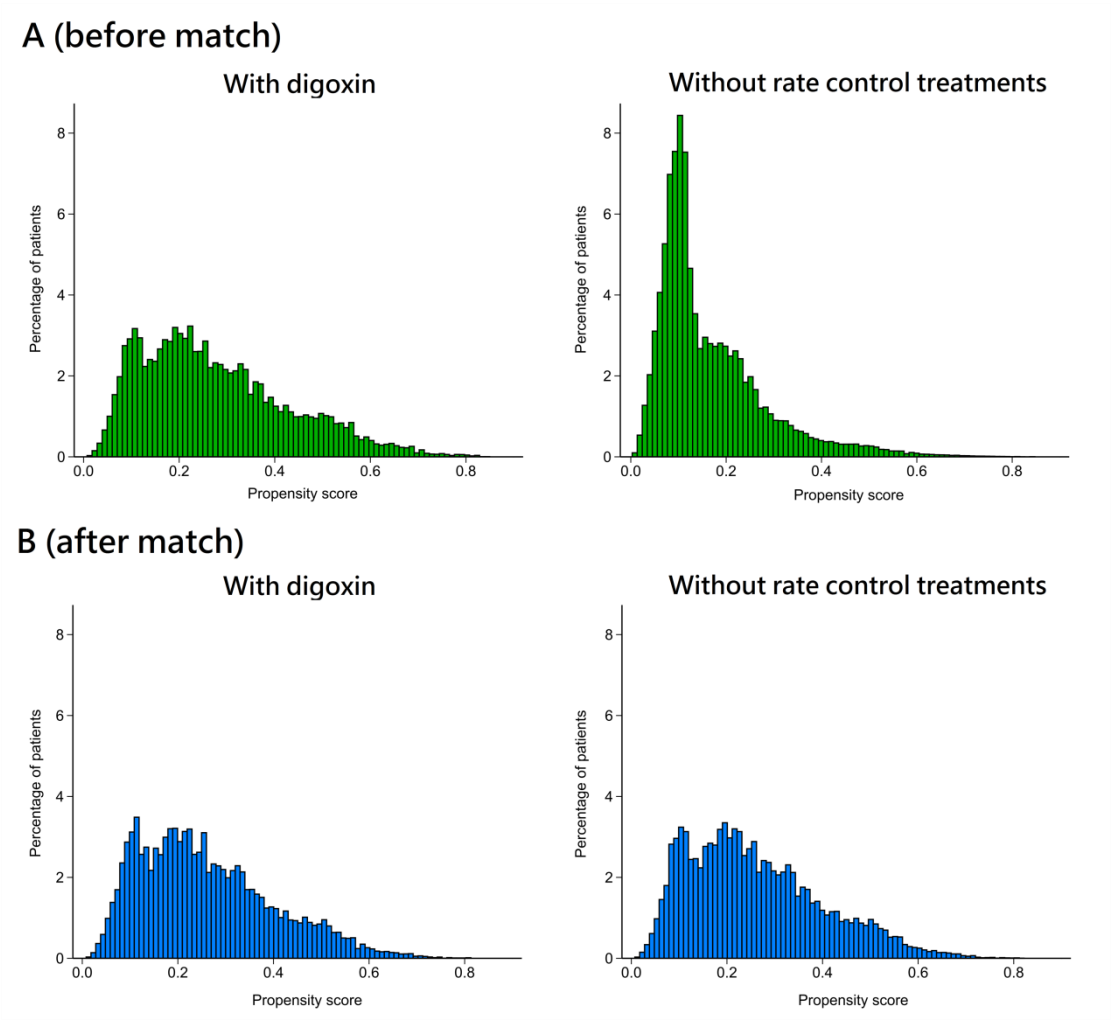 A (before match)
With digoxin
Without rate control treatments
Percentage of patients
8
6
4
2
0
0.0 0.2 0.4 0.6 0.8
Propensity score
Percentage of patients
8
6
4
2
0
0.0 0.2 0.4 0.6 0.8
Propensity score
B (after match)
With digoxin
Without rate control treatments
Percentage of patients
8
6
4
2
0
0.0 0.2 0.4 0.6 0.8
Propensity score
Percentage of patients
8
6
4
2
0
0.0 0.2 0.4 0.6 0.8
Propensity score